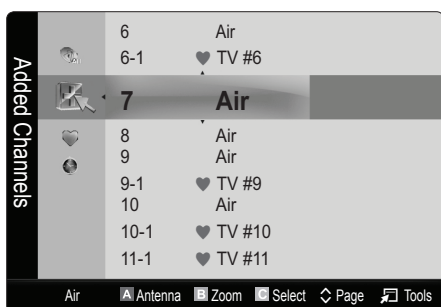 Added Channels
6 Air
6-1 ♥ TV #6
7 Air
8 Air
9 Air
9-1 ♥ TV #9
10 Air
10-1 ♥ TV #10
11-1 ♥ TV #11
Air A Antenna B Zoom C Select Page Tools